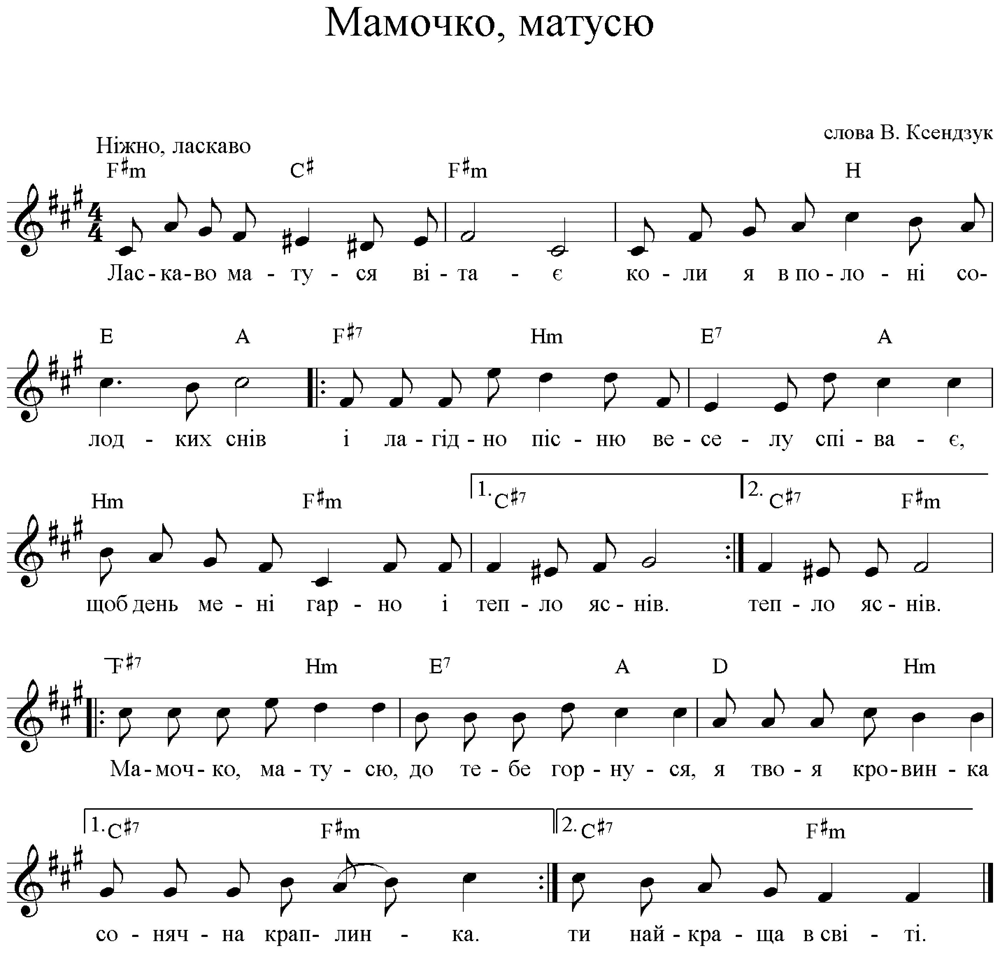 Мамочко, матусю
слова В. Ксендзук
Ніжно, ласкаво
F♯m C♯ F♯m H
4/4
Лас-ка-во ма-ту-ся ві-та-є ко-ли я в по-ло-ні со-
E A F♯7 Hm E7 A
лод-ких снів і ла-гід-но піс-ню ве-се-лу спі-ва-є,
1. 2.
Hm F♯m C♯7 C♯7 F♯m
щоб день ме-ні гар-но і теп-ло яс-нів. теп-ло яс-нів.
F♯7 Hm E7 A D Hm
Ма-моч-ко, ма-ту-сю, до те-бе гор-ну-ся, я тво-я кро-вин-ка
1. C♯7 F♯m 2. C♯7 F♯m
со-няч-на крап-лин-ка. ти най-кра-ща в сві-ті.